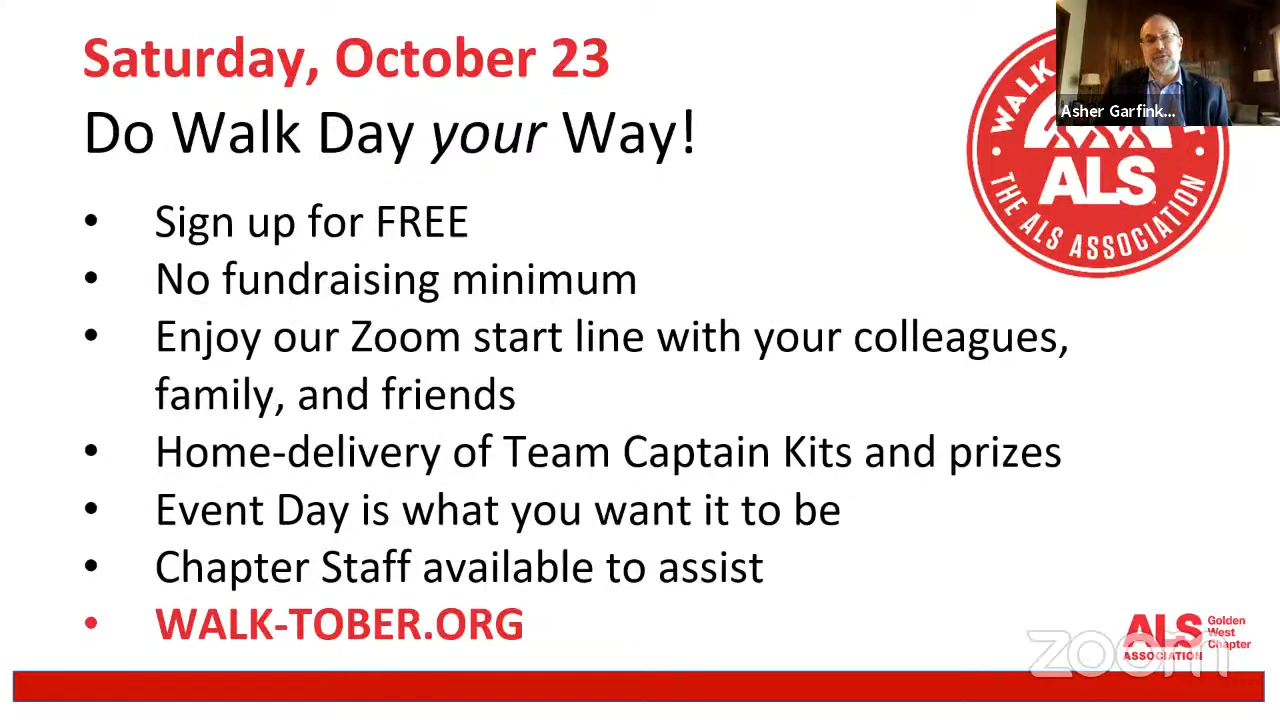 Saturday, October 23
Do Walk Day your Way!
• Sign up for FREE
• No fundraising minimum
• Enjoy our Zoom start line with your colleagues,
family, and friends
• Home-delivery of Team Captain Kits and prizes
• Event Day is what you want it to be
• Chapter Staff available to assist
• WALK-TOBER.ORG
WALK
ALS
THE ALS ASSOCIATION
Asher Garfink...
ALS
ASSOCIATION
Golden
West
Chapter
zoom